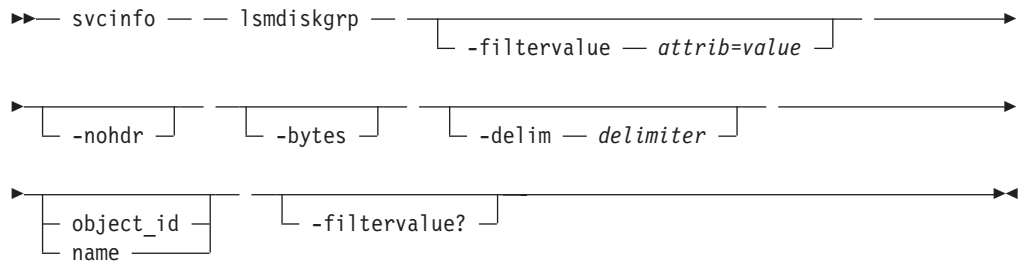 svcinfo lsmdiskgrp
-filtervalue attrib=value
-nohdr -bytes -delim delimiter
object_id -filtervalue?
name